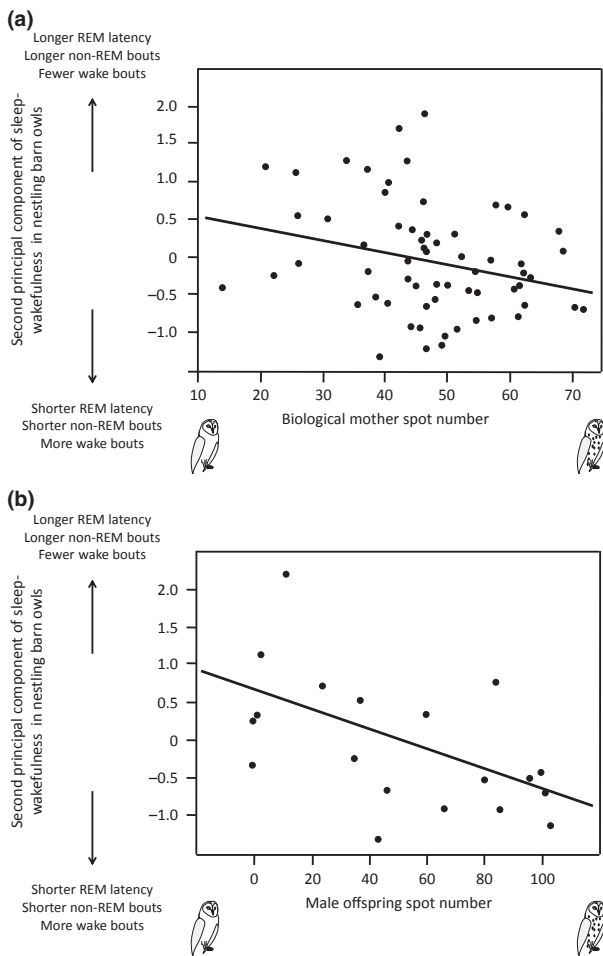 (a)
Longer REM latency
Longer non-REM bouts
Fewer wake bouts
Second principal component of sleep-
wakefulness in nestling barn owls
2.0
1.5
1.0
0.5
0
−0.5
−1.0
10 20 30 40 50 60 70
Biological mother spot number
Shorter REM latency
Shorter non-REM bouts
More wake bouts
(b)
Longer REM latency
Longer non-REM bouts
Fewer wake bouts
Second principal component of sleep-
wakefulness in nestling barn owls
2.0
1.0
0.5
0
−0.5
−1.0
0 20 40 60 80 100
Male offspring spot number
Shorter REM latency
Shorter non-REM bouts
More wake bouts